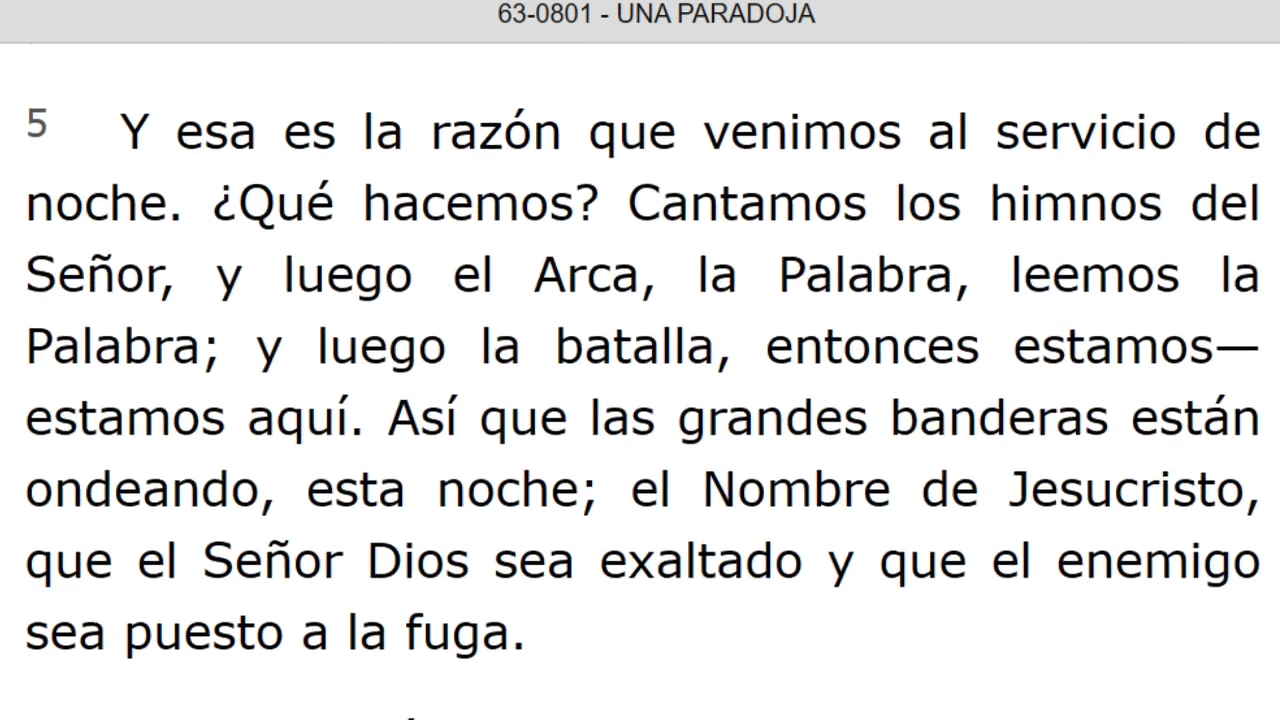 63-0801 - UNA PARADOJA
5 Y esa es la razón que venimos al servicio de
noche. ¿Qué hacemos? Cantamos los himnos del
Señor, y luego el Arca, la Palabra, leemos la
Palabra; y luego la batalla, entonces estamos—
estamos aquí. Así que las grandes banderas están
ondeando, esta noche; el Nombre de Jesucristo,
que el Señor Dios sea exaltado y que el enemigo
sea puesto a la fuga.